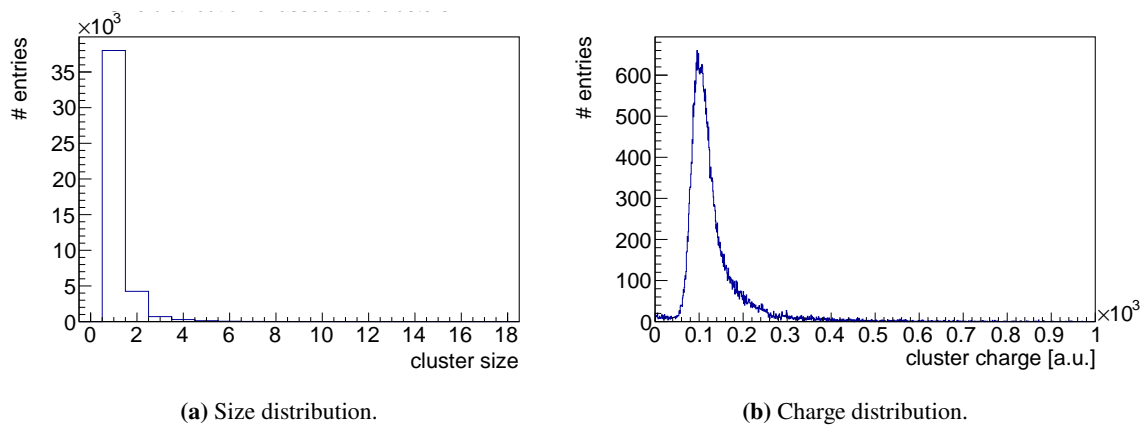 ×10³
# entries
35
30
25
20
15
10
5
0
0 2 4 6 8 10 12 14 16 18
cluster size
(a) Size distribution.
# entries
600
500
400
300
200
100
0
0 0.1 0.2 0.3 0.4 0.5 0.6 0.7 0.8 0.9 1
×10³
cluster charge [a.u.]
(b) Charge distribution.